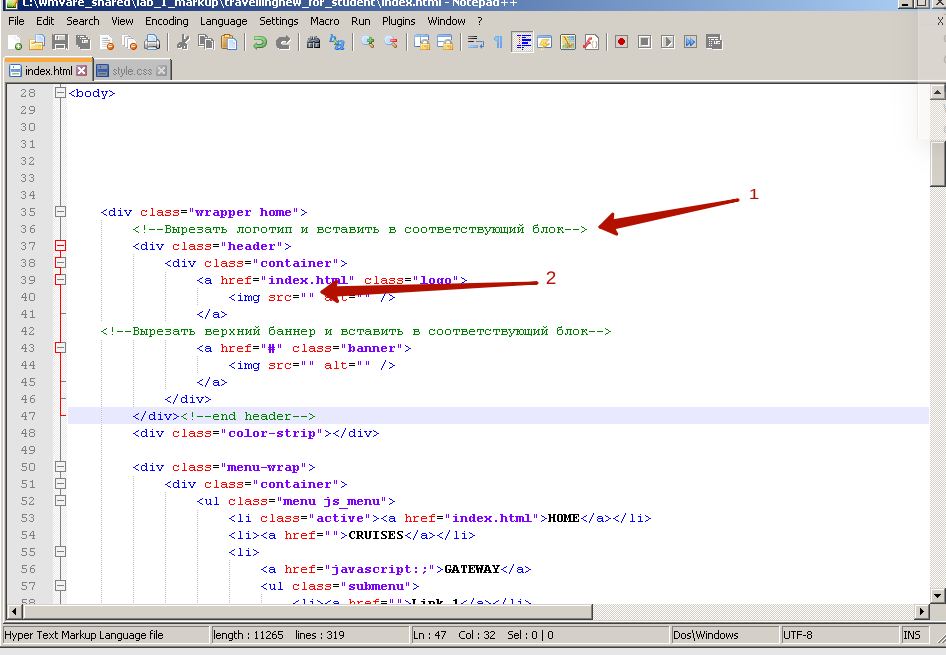 C:\wmvare_shared\lab_1_markup\travellingnew_for_student\index.html - Notepad++
File Edit Search View Encoding Language Settings Macro Run Plugins Window ? X
index.html style.css
28 <body>
29
30
31
32
33
34
35 <div class="wrapper home">
1
36 <!--Вырезать логотип и вставить в соответствующий блок-->
37 <div class="header">
38 <div class="container">
39 <a href="index.html" class="logo">
2
40 <img src="" alt="" />
41 </a>
42 <!--Вырезать верхний баннер и вставить в соответствующий блок-->
43 <a href="#" class="banner">
44 <img src="" alt="" />
45 </a>
46 </div>
47 </div><!--end header-->
48 <div class="color-strip"></div>
49
50 <div class="menu-wrap">
51 <div class="container">
52 <ul class="menu js_menu">
53 <li class="active"><a href="index.html">HOME</a></li>
54 <li><a href="">CRUISES</a></li>
55 <li>
56 <a href="javascript:;">GATEWAY</a>
57 <ul class="submenu">
58 <li><a href="">Link 1</a></li>
Hyper Text Markup Language file length : 11265 lines : 319 Ln : 47 Col : 32 Sel : 0 | 0 Dos\Windows UTF-8 INS